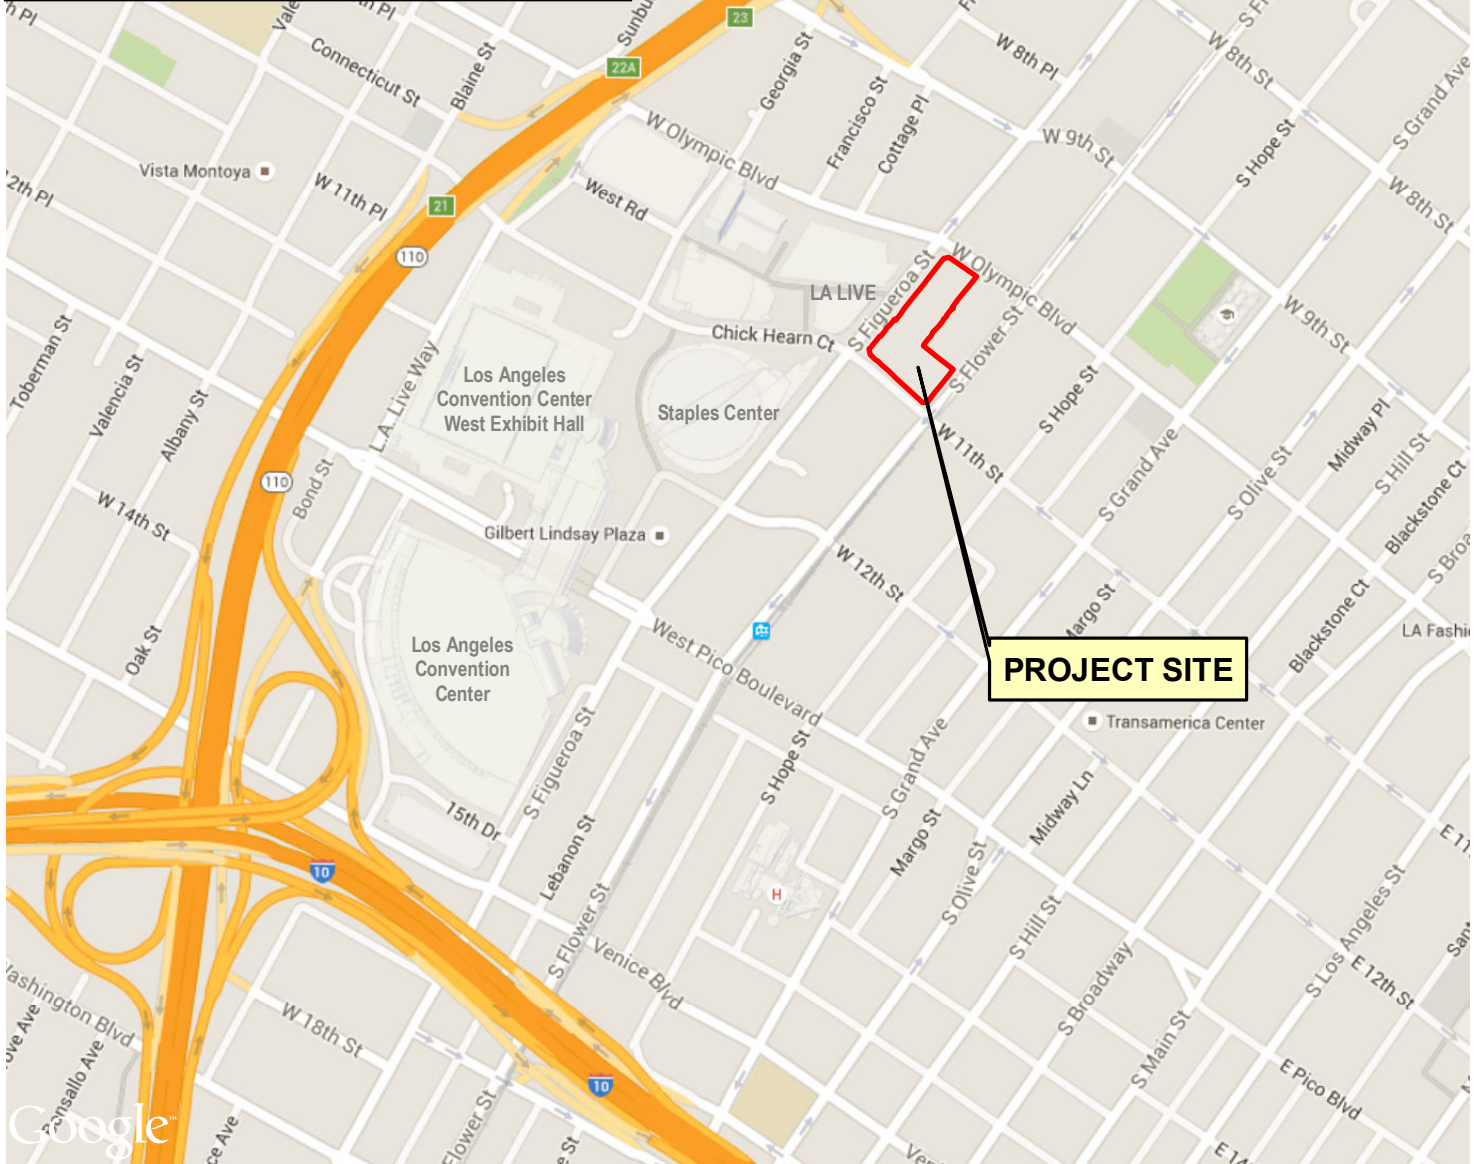 23
22A
Connecticut St
Blaine St
Georgia St
W 8th Pl
W 8th St
S Grand Ave
Francisco St
Cottage Pl
W Olympic Blvd
W 9th St
S Hope St
Vista Montoya
W 11th Pl
12th Pl
21
West Rd
W 8th St
110
S Figueroa St
W Olympic Blvd
LA LIVE
S Flower St
W 9th St
Chick Hearn Ct
Toberman St
Valencia St
Albany St
L.A. Live Way
Los Angeles
Convention Center
West Exhibit Hall
Staples Center
S Hope St
W 11th St
S Grand Ave
S Olive St
Midway Pl
S Hill St
Blackstone Ct
110
Bond St
W 14th St
Gilbert Lindsay Plaza
W 12th St
Margo St
Blackstone Ct
Oak St
Los Angeles
Convention
Center
West Pico Boulevard
PROJECT SITE
Transamerica Center
S Figueroa St
S Hope St
S Grand Ave
Midway Ln
15th Dr
Lebanon St
Margo St
S Olive St
10
H
S Flower St
Venice Blvd
S Hill St
S Broadway
S Los Angeles St
E 12th St
W 18th St
S Main St
E Pico Blvd
10
Google